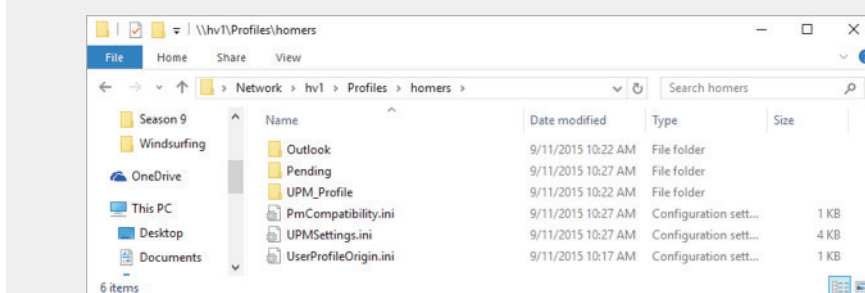 \\hv1\Profiles\homers
File Home Share View
Network > hv1 > Profiles > homers > Search homers
Season 9
Windsurfing
OneDrive
This PC
Desktop
Documents
Name Date modified Type Size
Outlook 9/11/2015 10:22 AM File folder
Pending 9/11/2015 10:27 AM File folder
UPM_Profile 9/11/2015 10:22 AM File folder
PmCompatibility.ini 9/11/2015 10:27 AM Configuration sett... 1 KB
UPMSettings.ini 9/11/2015 10:27 AM Configuration sett... 4 KB
UserProfileOrigin.ini 9/11/2015 10:17 AM Configuration sett... 1 KB
6 items